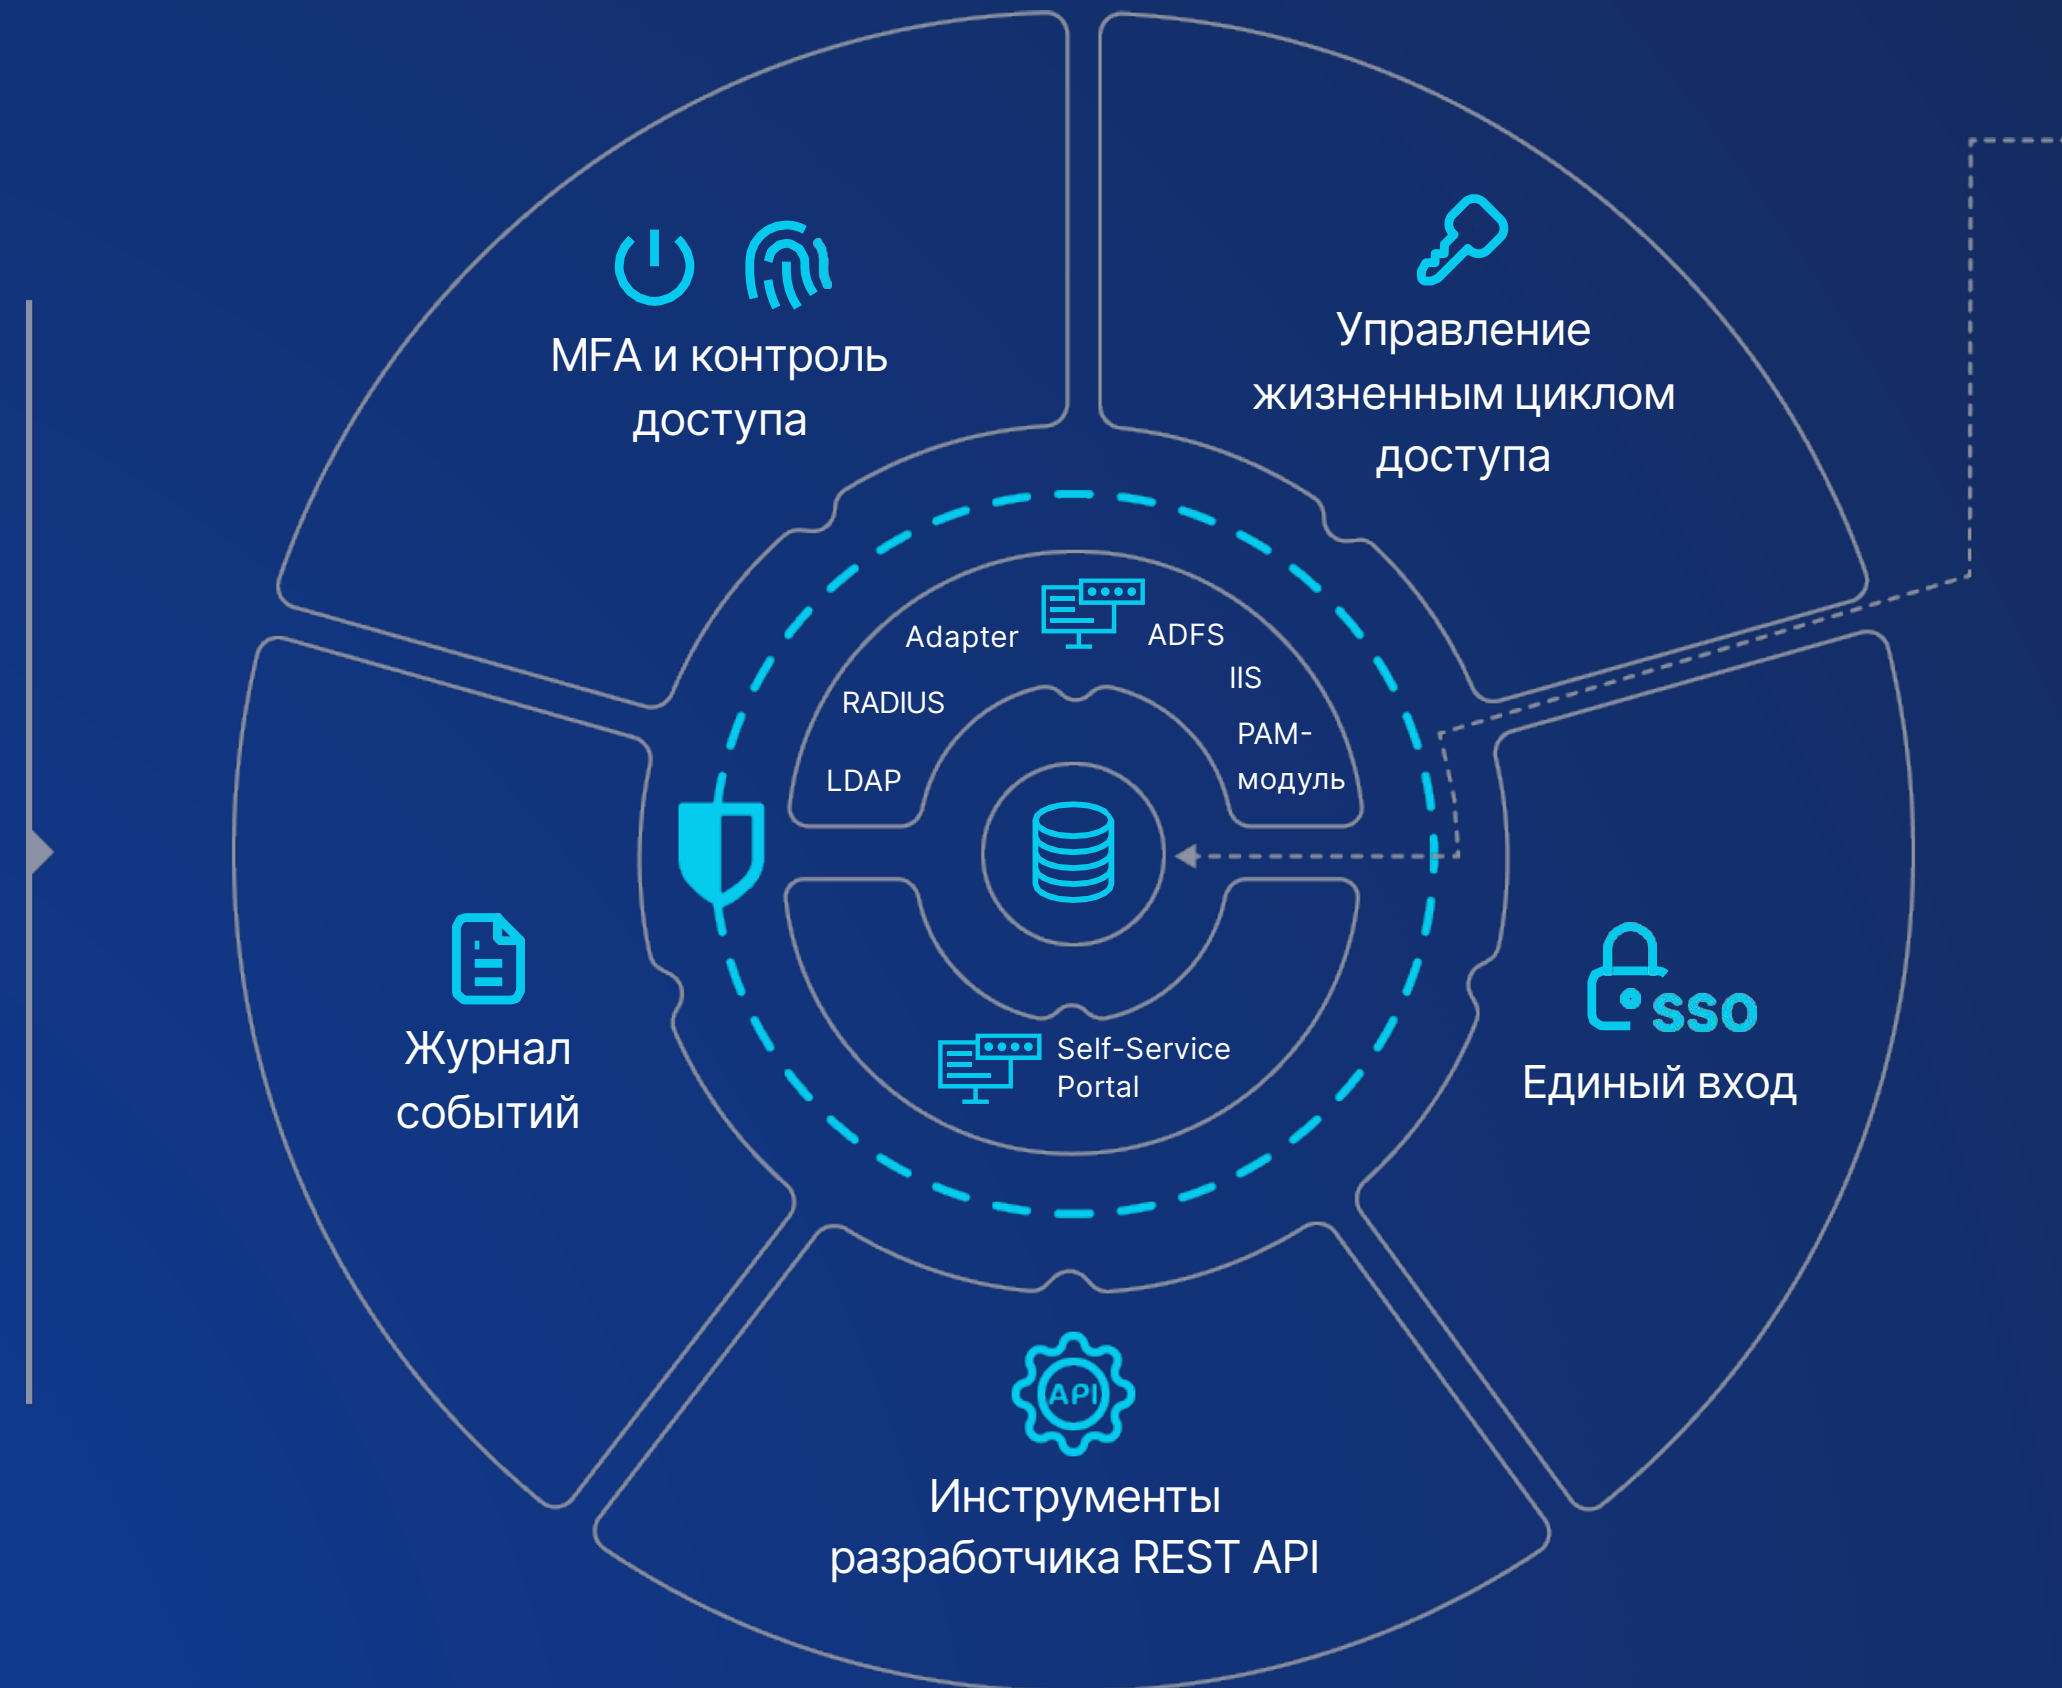 MFA и контроль
доступа
Управление
жизненным циклом
доступа
Adapter
ADFS
IIS
RADIUS
PAM-
модуль
LDAP
Self-Service
Portal
Журнал
событий
sso
Единый вход
API
Инструменты
разработчика REST API